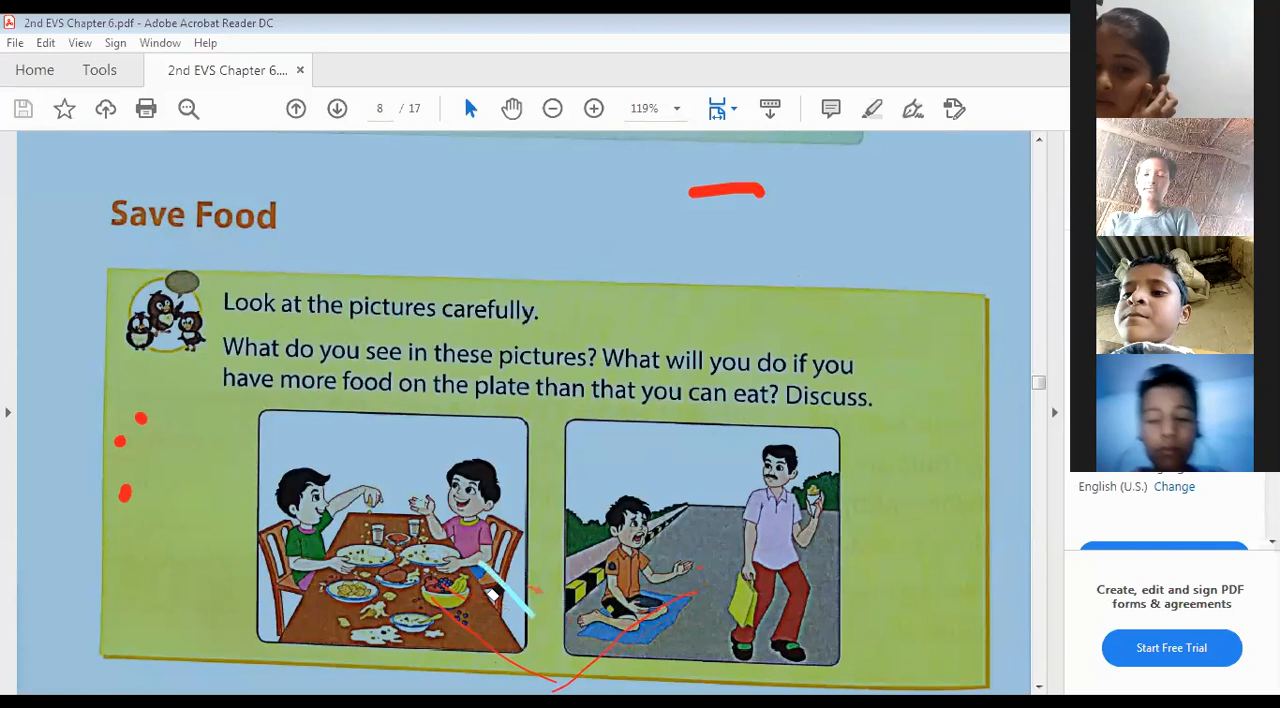 2nd EVS Chapter 6.pdf - Adobe Acrobat Reader DC
File Edit View Sign Window Help
Home Tools 2nd EVS Chapter 6.... ×
8 / 17 119%
Save Food
Look at the pictures carefully.
What do you see in these pictures? What will you do if you
have more food on the plate than that you can eat? Discuss.
English (U.S.) Change
Create, edit and sign PDF
forms & agreements
Start Free Trial